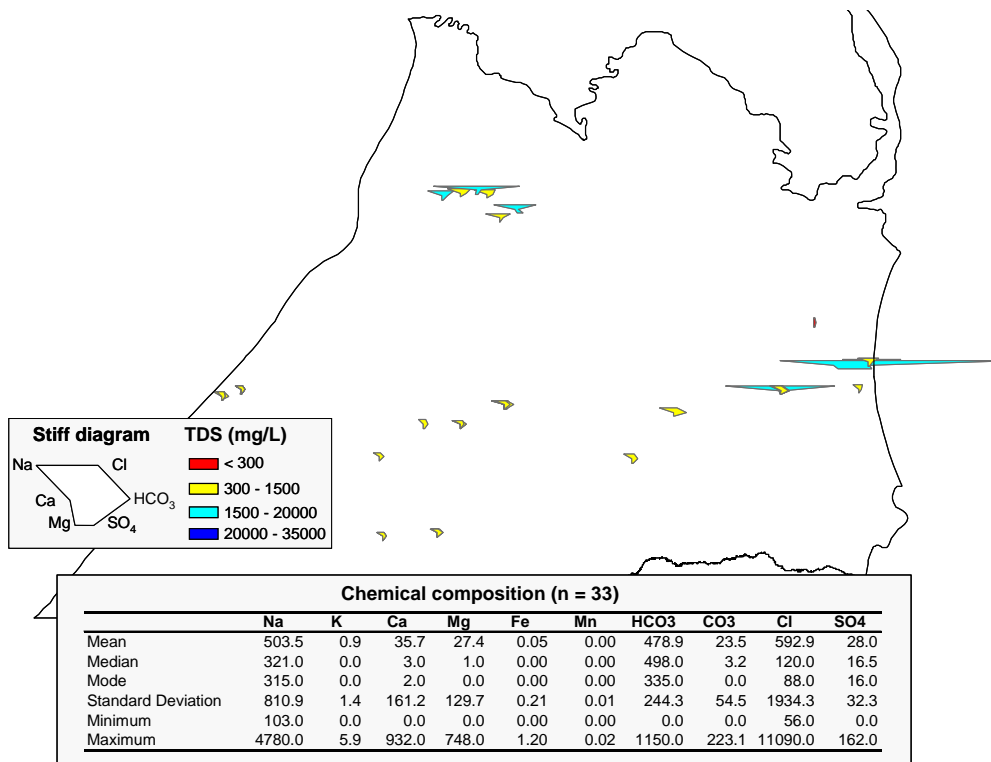 Stiff diagram TDS (mg/L)
Na Cl < 300
Ca HCO3 300 - 1500
Mg SO4 1500 - 20000
20000 - 35000
Chemical composition (n = 33)
Na K Ca Mg Fe Mn HCO3 CO3 Cl SO4
Mean 503.5 0.9 35.7 27.4 0.05 0.00 478.9 23.5 592.9 28.0
Median 321.0 0.0 3.0 1.0 0.00 0.00 498.0 3.2 120.0 16.5
Mode 315.0 0.0 2.0 0.0 0.00 0.00 335.0 0.0 88.0 16.0
Standard Deviation 810.9 1.4 161.2 129.7 0.21 0.01 244.3 54.5 1934.3 32.3
Minimum 103.0 0.0 0.0 0.0 0.00 0.00 0.0 0.0 56.0 0.0
Maximum 4780.0 5.9 932.0 748.0 1.20 0.02 1150.0 223.1 11090.0 162.0